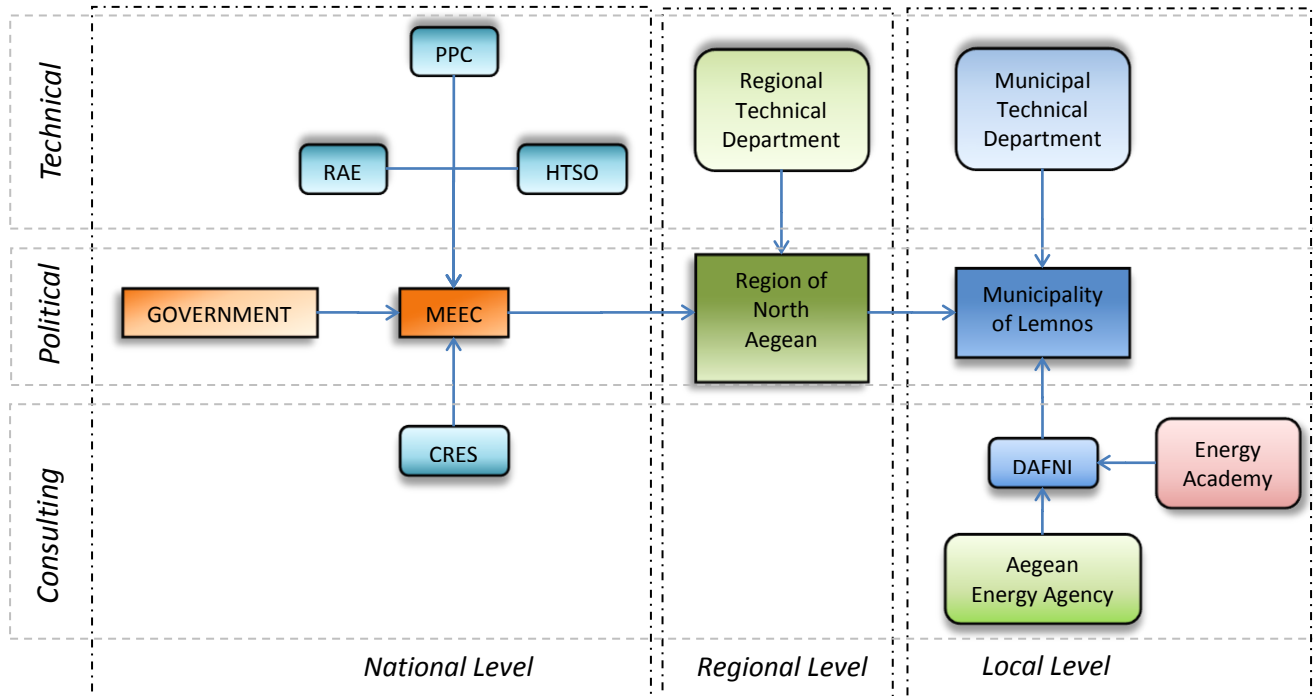 Technical
PPC
RAE
HTSO
Regional
Technical
Department
Municipal
Technical
Department
Political
GOVERNMENT
MEEC
Region of
North
Aegean
Municipality
of Lemnos
Consulting
CRES
DAFNI
Energy
Academy
Aegean
Energy Agency
National Level
Regional Level
Local Level